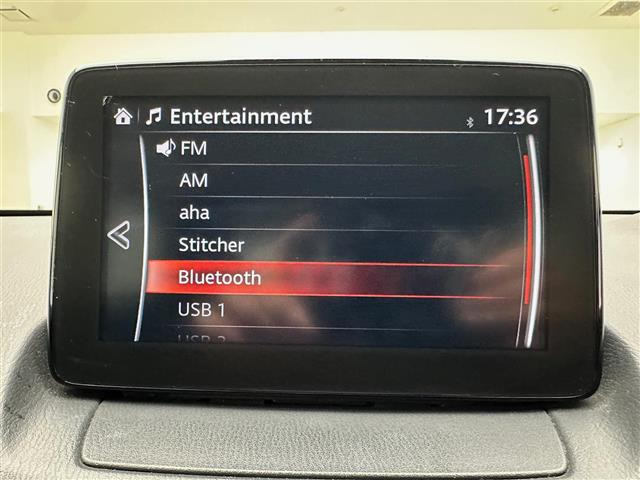 Entertainment 17:36
FM
AM
aha
Stitcher
Bluetooth
USB 1